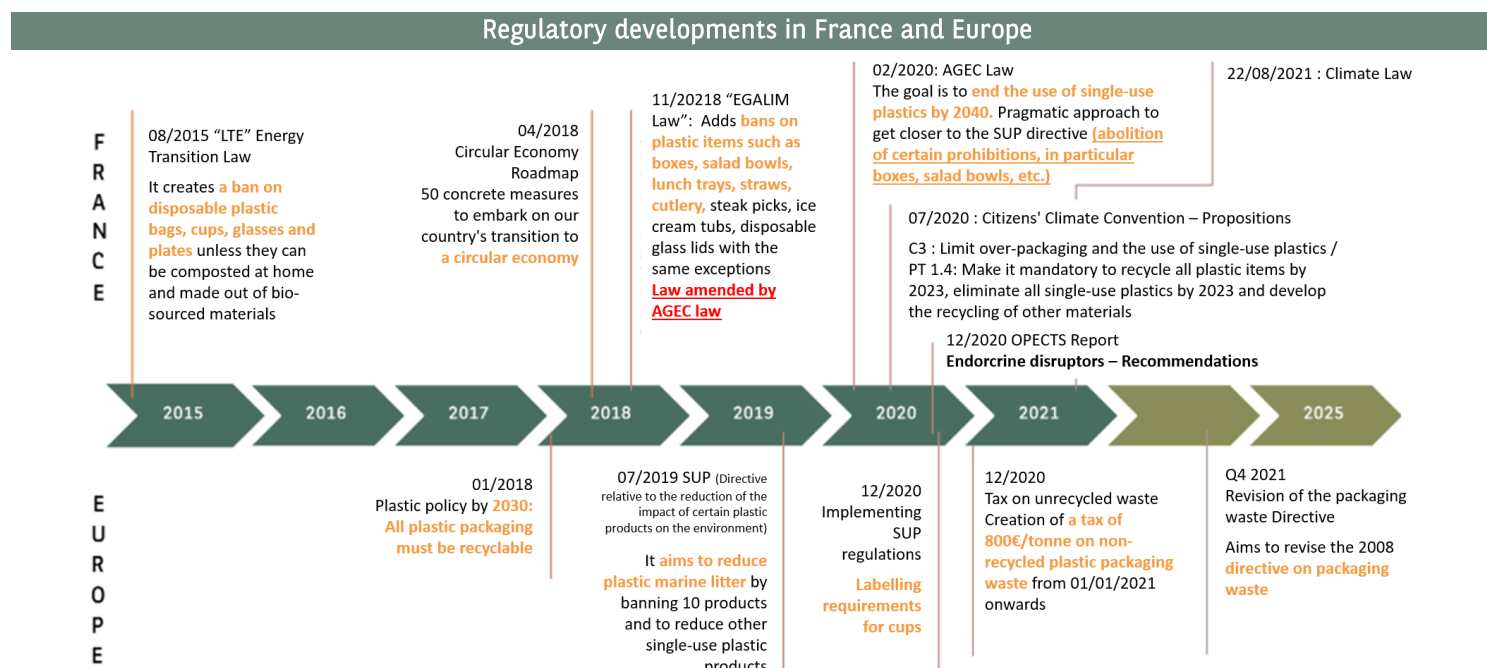 Regulatory developments in France and Europe
FRANCE
08/2015 “LTE” Energy
Transition Law
It creates a ban on
disposable plastic
bags, cups, glasses and
plates unless they can
be composted at home
and made out of bio-
sourced materials
04/2018
Circular Economy
Roadmap
50 concrete measures
to embark on our
country's transition to
a circular economy
11/20218 “EGALIM
Law”:  Adds bans on
plastic items such as
boxes, salad bowls,
lunch trays, straws,
cutlery, steak picks, ice
cream tubs, disposable
glass lids with the
same exceptions
Law amended by
AGEC law
02/2020: AGEC Law
The goal is to end the use of single-use
plastics by 2040. Pragmatic approach to
get closer to the SUP directive (abolition
of certain prohibitions, in particular
boxes, salad bowls, etc.)
22/08/2021 : Climate Law
07/2020 : Citizens' Climate Convention – Propositions
C3 : Limit over-packaging and the use of single-use plastics /
PT 1.4: Make it mandatory to recycle all plastic items by
2023, eliminate all single-use plastics by 2023 and develop
the recycling of other materials
12/2020 OPECTS Report
Endorcrine disruptors – Recommendations
2015 2016 2017 2018 2019 2020 2021 2025
EUROPE
01/2018
Plastic policy by 2030:
All plastic packaging
must be recyclable
07/2019 SUP (Directive
relative to the reduction of the
impact of certain plastic
products on the environment)
It aims to reduce
plastic marine litter by
banning 10 products
and to reduce other
single-use plastic
products
12/2020
Implementing
SUP
regulations
Labelling
requirements
for cups
12/2020
Tax on unrecycled waste
Creation of a tax of
800€/tonne on non-
recycled plastic packaging
waste from 01/01/2021
onwards
Q4 2021
Revision of the packaging
waste Directive
Aims to revise the 2008
directive on packaging
waste